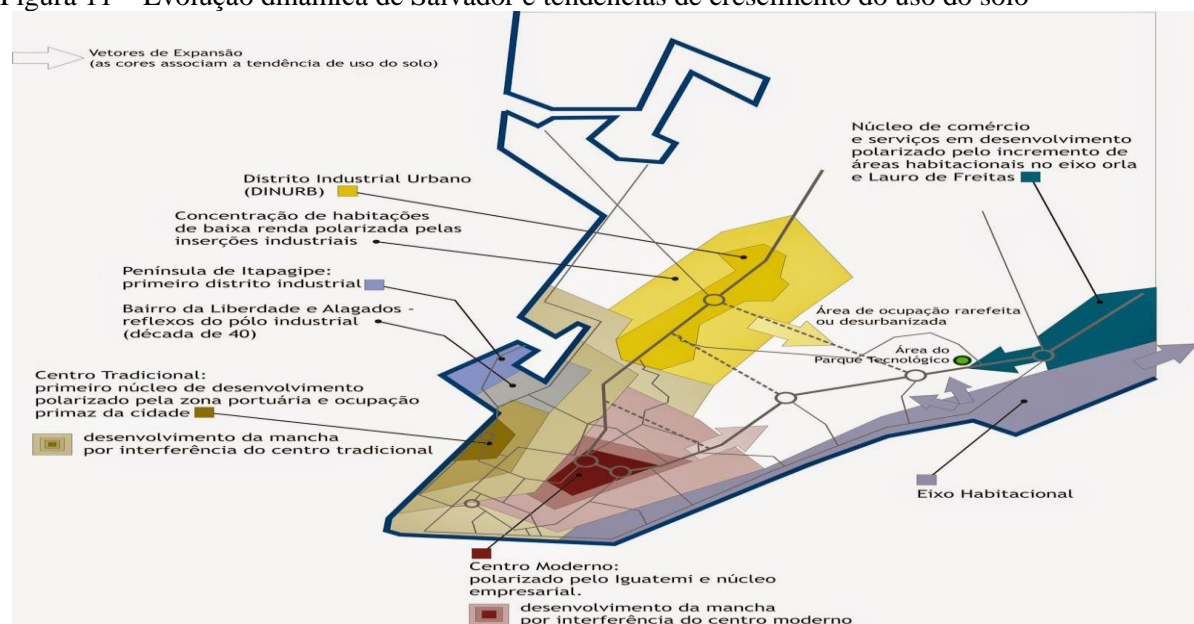 Figura 11 – Evolução dinâmica de Salvador e tendências de crescimento do uso do solo
Vetores de Expansão
(as cores associam a tendência de uso do solo)
Núcleo de comércio
e serviços em desenvolvimento
polarizado pelo incremento de
áreas habitacionais no eixo orla
e Lauro de Freitas
Distrito Industrial Urbano
(DINURB)
Concentração de habitações
de baixa renda polarizada pelas
inserções industriais
Península de Itapagipe:
primeiro distrito industrial
Bairro da Liberdade e Alagados -
reflexos do pólo industrial
(década de 40)
Área de ocupação rarefeita
ou desurbanizada
Área do
Parque Tecnológico
Centro Tradicional:
primeiro núcleo de desenvolvimento
polarizado pela zona portuária e ocupação
primaz da cidade
desenvolvimento da mancha
por interferência do centro tradicional
Eixo Habitacional
Centro Moderno:
polarizado pelo Iguatemi e núcleo
empresarial.
desenvolvimento da mancha
por interferência do centro moderno